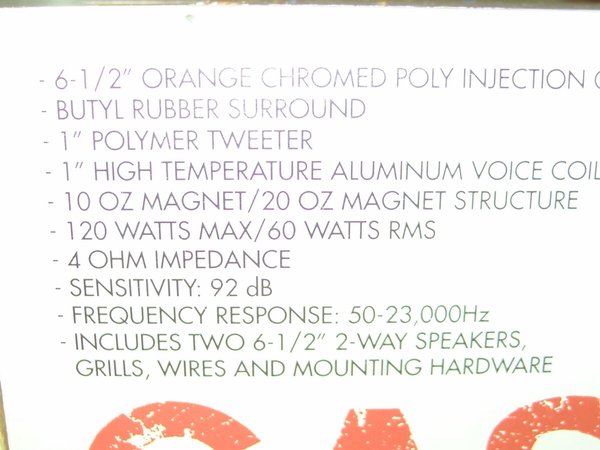 - 6-1/2" ORANGE CHROMED POLY INJECTION
- BUTYL RUBBER SURROUND
- 1" POLYMER TWEETER
- 1" HIGH TEMPERATURE ALUMINUM VOICE COIL
- 10 OZ MAGNET/20 OZ MAGNET STRUCTURE
- 120 WATTS MAX/60 WATTS RMS
- 4 OHM IMPEDANCE
- SENSITIVITY: 92 dB
- FREQUENCY RESPONSE: 50-23,000Hz
- INCLUDES TWO 6-1/2" 2-WAY SPEAKERS,
GRILLS, WIRES AND MOUNTING HARDWARE